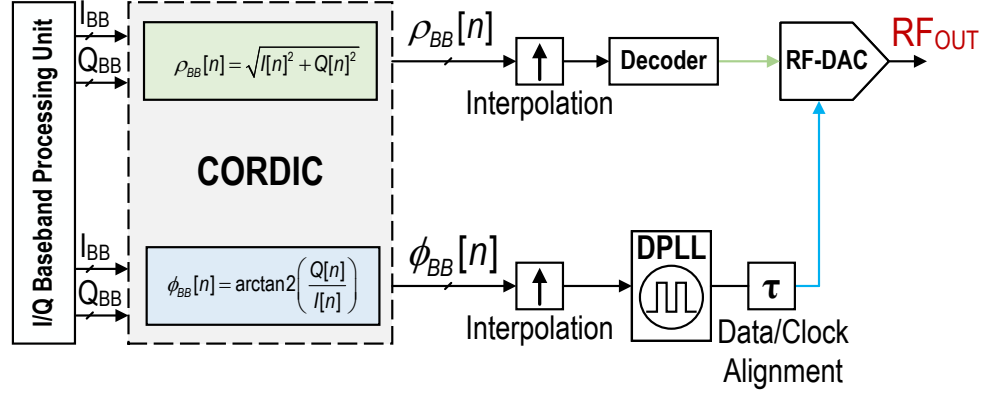 I/Q Baseband Processing Unit
I_BB
Q_BB
ρ_BB[n] = √(I[n]² + Q[n]²)
ρ_BB[n]
Interpolation
Decoder
RF-DAC
RF_OUT
CORDIC
I_BB
Q_BB
ϕ_BB[n] = arctan2(Q[n]/I[n])
ϕ_BB[n]
Interpolation
DPLL
τ
Data/Clock
Alignment